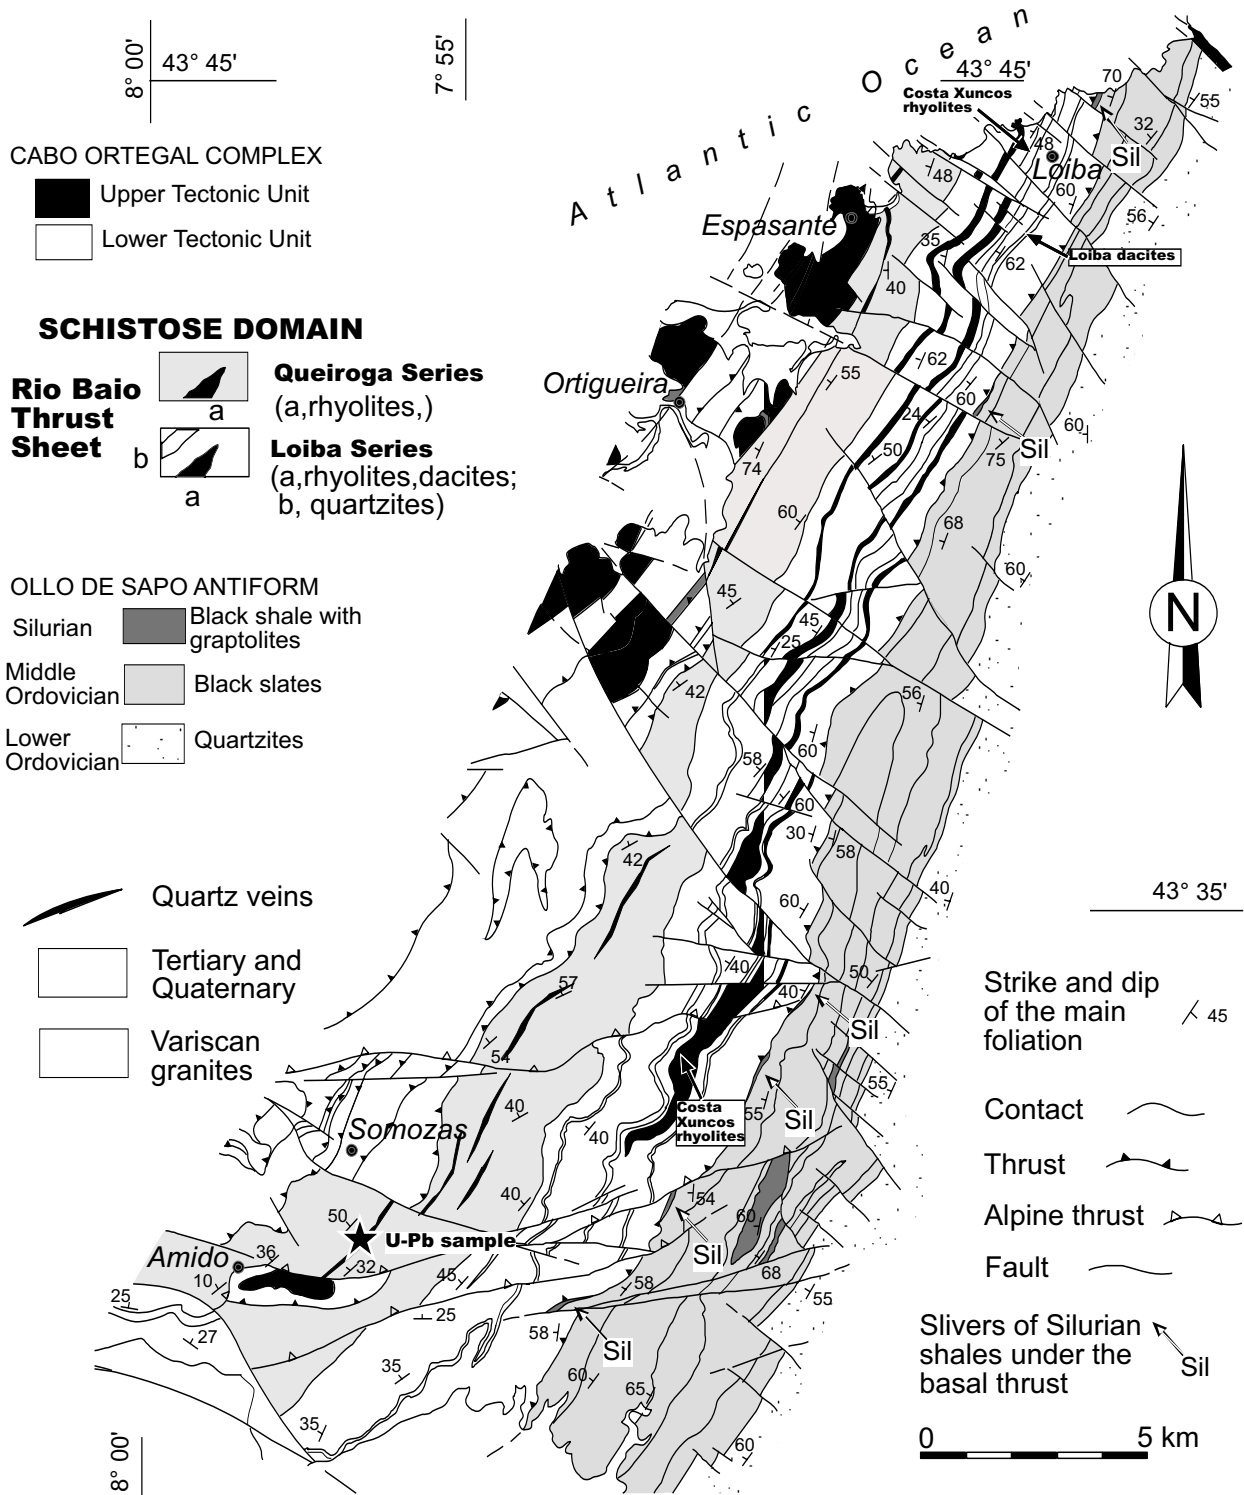 Atlantic Ocean
8° 00'
43° 45'
7° 55'
43° 45'
Costa Xuncos
rhyolites
CABO ORTEGAL COMPLEX
Upper Tectonic Unit
Lower Tectonic Unit
SCHISTOSE DOMAIN
Rio Baio
Thrust
Sheet
a
Queiroga Series
(a,rhyolites,)
b
a
Loiba Series
(a,rhyolites,dacites;
b, quartzites)
OLLO DE SAPO ANTIFORM
Silurian
Black shale with
graptolites
Middle
Ordovician
Black slates
Lower
Ordovician
Quartzites
Quartz veins
Tertiary and
Quaternary
Variscan
granites
70
55
32
48
Sil
Loiba
48
60
56
Espasante
35
Loiba dacites
62
40
62
Ortigueira
55
60
24
60
Sil
50
75
74
60
68
60
45
45
25
42
56
58
60
60
30
58
42
60
40
43° 35'
40
50
57
40
Sil
54
55
40
Costa
Xuncos
rhyolites
55
Sil
40
Somozas
40
54
60
50
U-Pb sample
Sil
Amido
36
32
10
45
68
58
55
25
25
27
58
Sil
35
60
65
35
60
N
Strike and dip
of the main
foliation
45
Contact
Thrust
Alpine thrust
Fault
Slivers of Silurian
shales under the
basal thrust
Sil
0
5 km
8° 00'